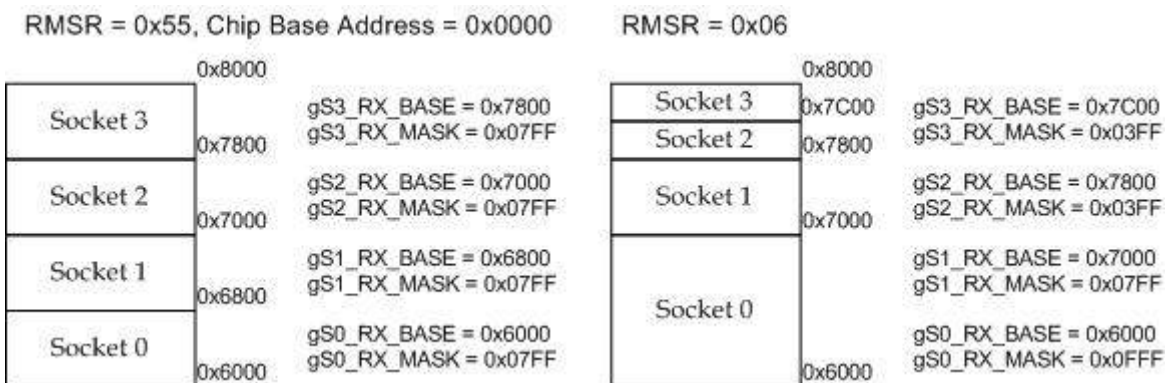 RMSR = 0x55, Chip Base Address = 0x0000
0x8000
Socket 3
gS3_RX_BASE = 0x7800
gS3_RX_MASK = 0x07FF
0x7800
Socket 2
gS2_RX_BASE = 0x7000
gS2_RX_MASK = 0x07FF
0x7000
Socket 1
gS1_RX_BASE = 0x6800
gS1_RX_MASK = 0x07FF
0x6800
Socket 0
gS0_RX_BASE = 0x6000
gS0_RX_MASK = 0x07FF
0x6000
RMSR = 0x06
0x8000
Socket 3
0x7C00
gS3_RX_BASE = 0x7C00
gS3_RX_MASK = 0x03FF
Socket 2
0x7800
Socket 1
gS2_RX_BASE = 0x7800
gS2_RX_MASK = 0x03FF
0x7000
gS1_RX_BASE = 0x7000
gS1_RX_MASK = 0x07FF
Socket 0
gS0_RX_BASE = 0x6000
gS0_RX_MASK = 0x0FFF
0x6000